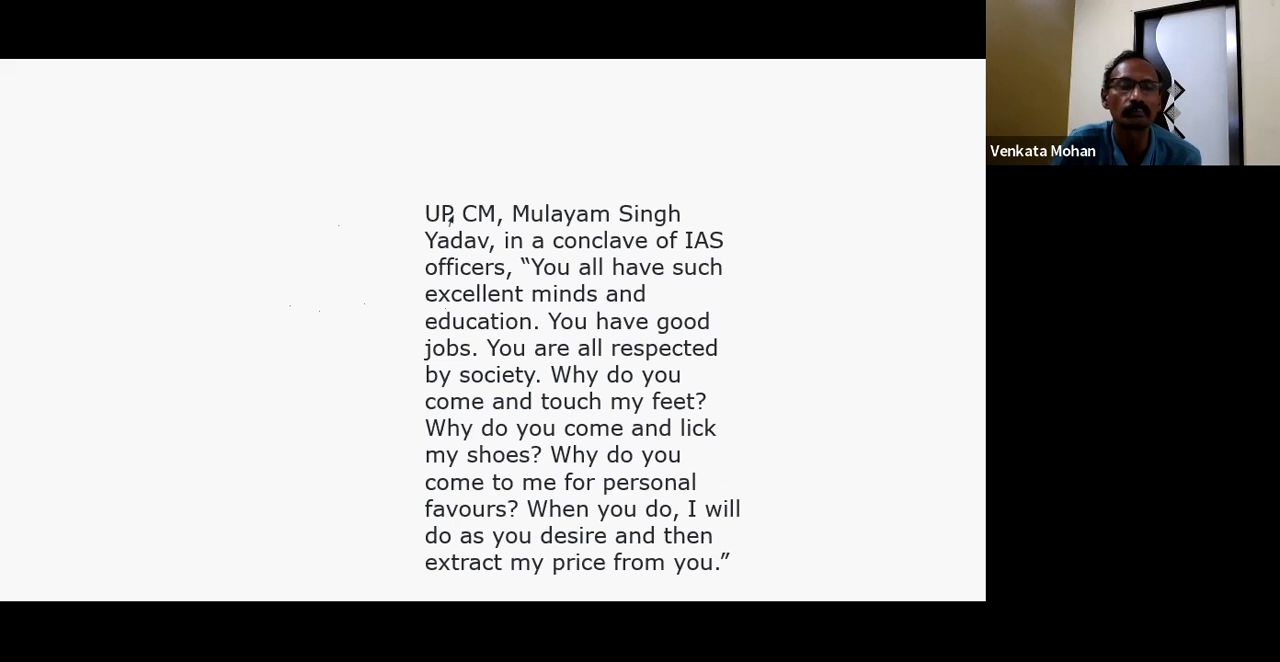 UP CM, Mulayam Singh
Yadav, in a conclave of IAS
officers, “You all have such
excellent minds and
education. You have good
jobs. You are all respected
by society. Why do you
come and touch my feet?
Why do you come and lick
my shoes? Why do you
come to me for personal
favours? When you do, I will
do as you desire and then
extract my price from you.”
Venkata Mohan